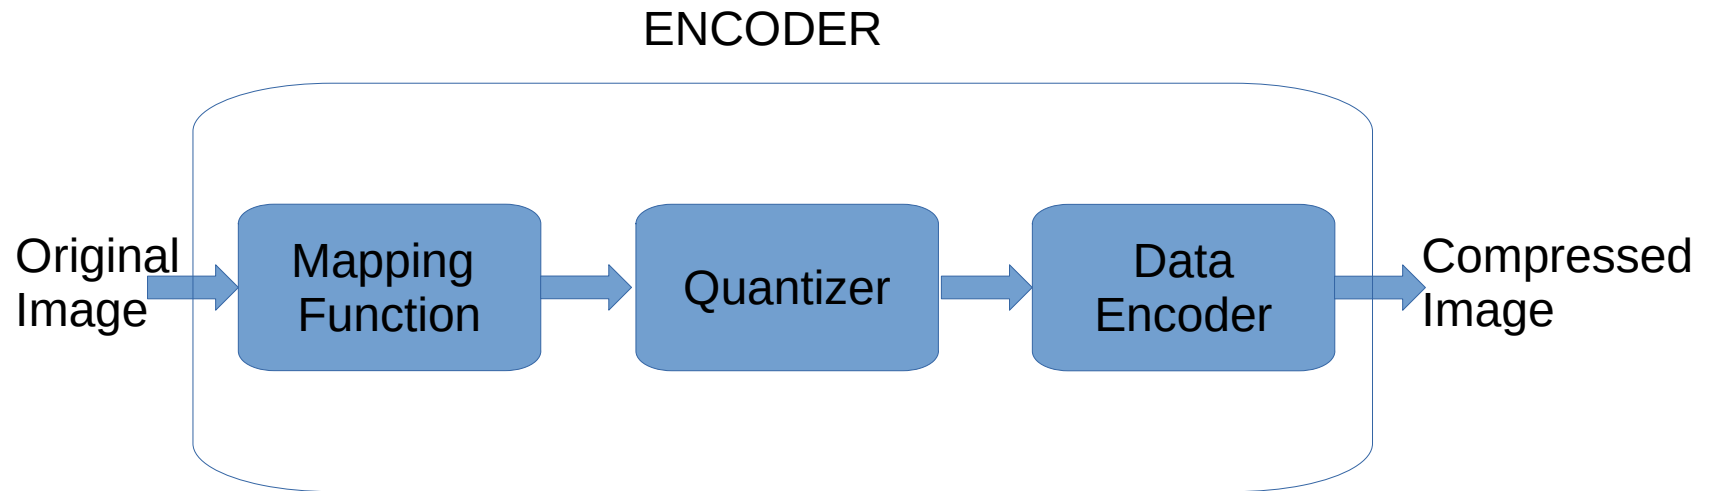 ENCODER
Original
Image
Mapping
Function
Quantizer
Data
Encoder
Compressed
Image